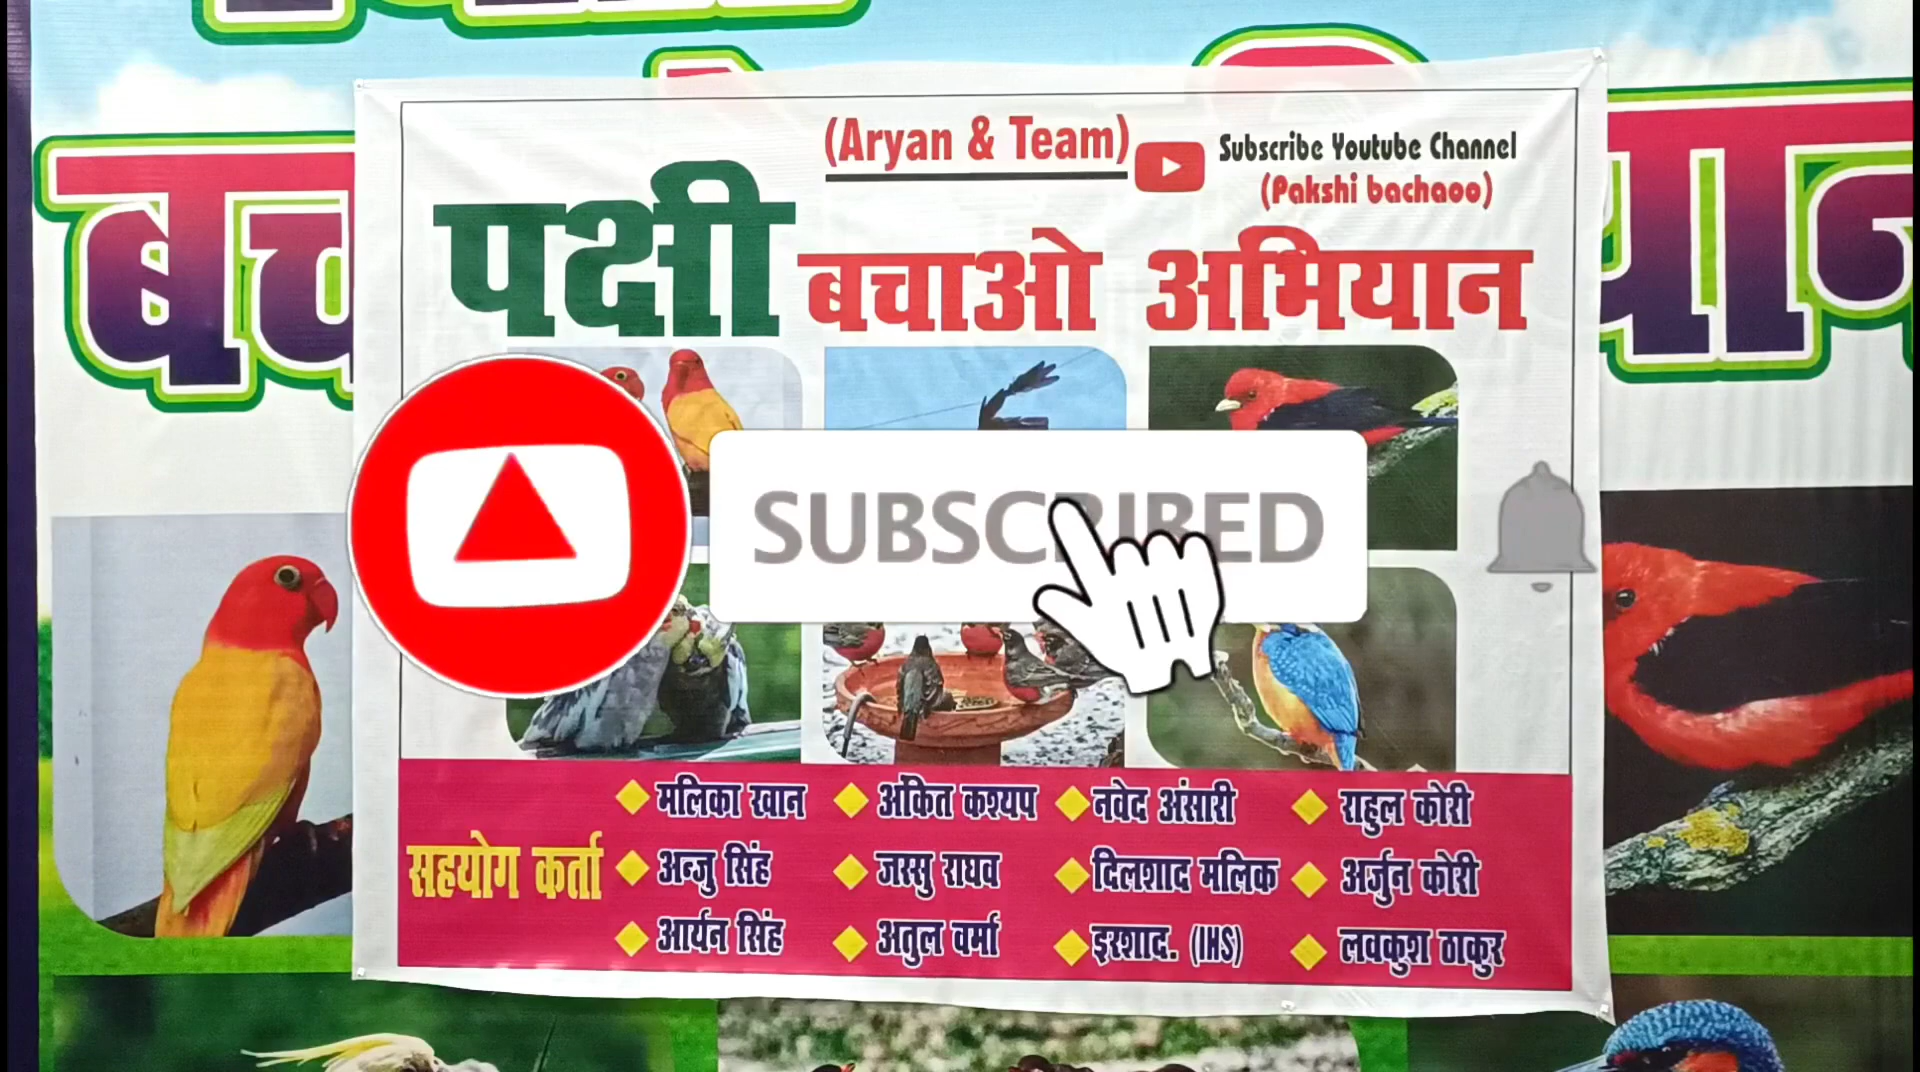 (Aryan & Team)
Subscribe Youtube Channel
(Pakshi bachaoo)
पक्षी बचाओ अभियान
SUBSCRIBED
सहयोग कर्ता
मलिका खान
अंकित कश्यप
नवेद अंसारी
राहुल कोरी
अन्जु सिंह
जस्सु राघव
दिलशाद मलिक
अर्जुन कोरी
आर्यन सिंह
अतुल वर्मा
इरशाद. (IHS)
लवकुश ठाकुर